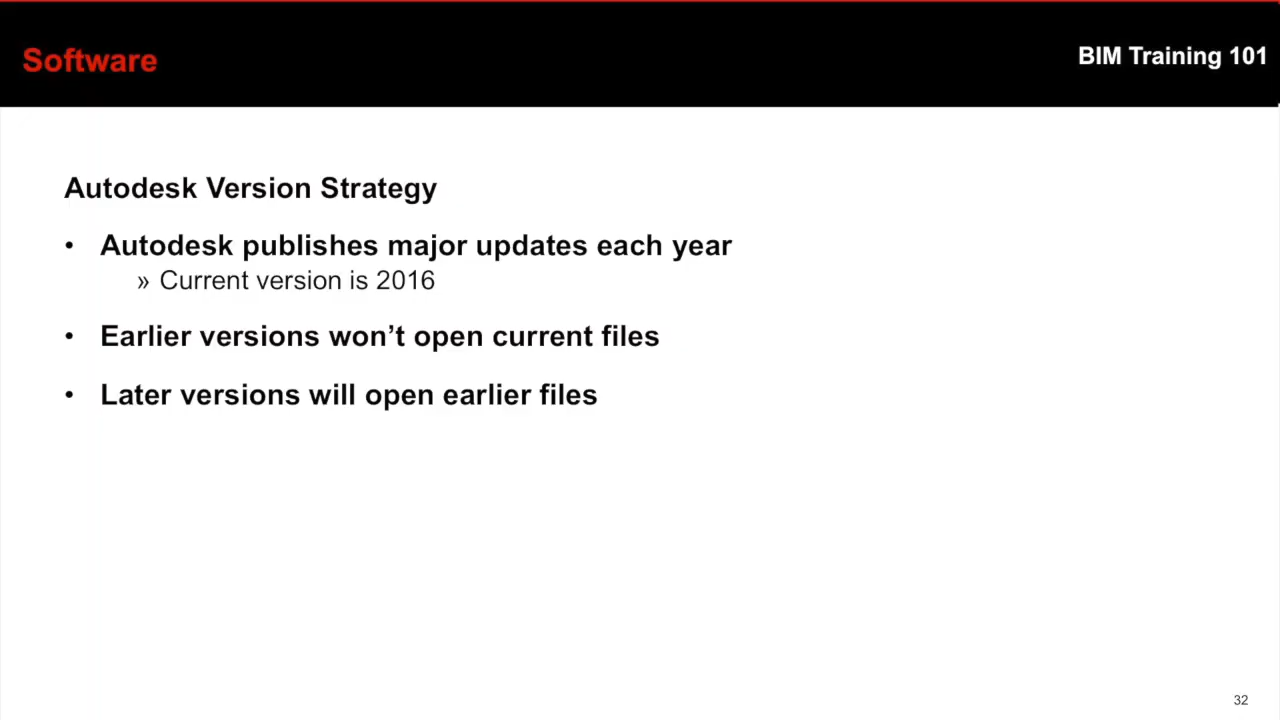 Software
BIM Training 101
Autodesk Version Strategy
• Autodesk publishes major updates each year
» Current version is 2016
• Earlier versions won’t open current files
• Later versions will open earlier files
32